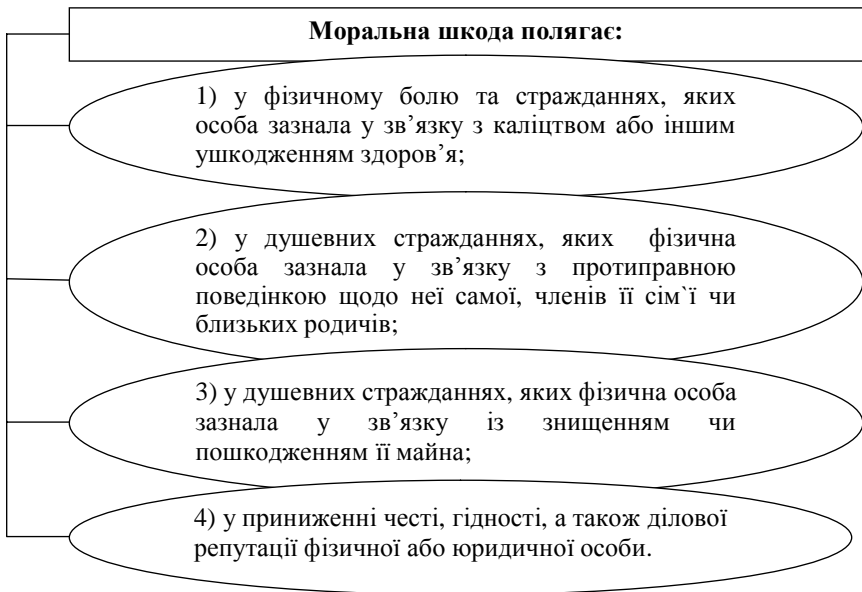 Моральна шкода полягає:
1) у фізичному болю та стражданнях, яких
особа зазнала у зв’язку з каліцтвом або іншим
ушкодженням здоров’я;
2) у душевних стражданнях, яких фізична
особа зазнала у зв’язку з протиправною
поведінкою щодо неї самої, членів її сім`ї чи
близьких родичів;
3) у душевних стражданнях, яких фізична особа
зазнала у зв’язку із знищенням чи
пошкодженням її майна;
4) у приниженні честі, гідності, а також ділової
репутації фізичної або юридичної особи.